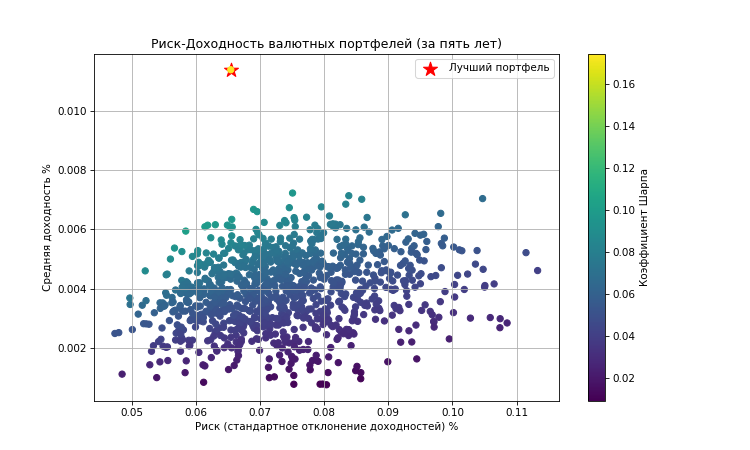 Риск-Доходность валютных портфелей (за пять лет)
Лучший портфель
Средняя доходность %
0.010
0.008
0.006
0.004
0.002
0.05 0.06 0.07 0.08 0.09 0.10 0.11
Риск (стандартное отклонение доходностей) %
0.16
0.14
0.12
0.10
0.08
0.06
0.04
0.02
Коэффициент Шарпа